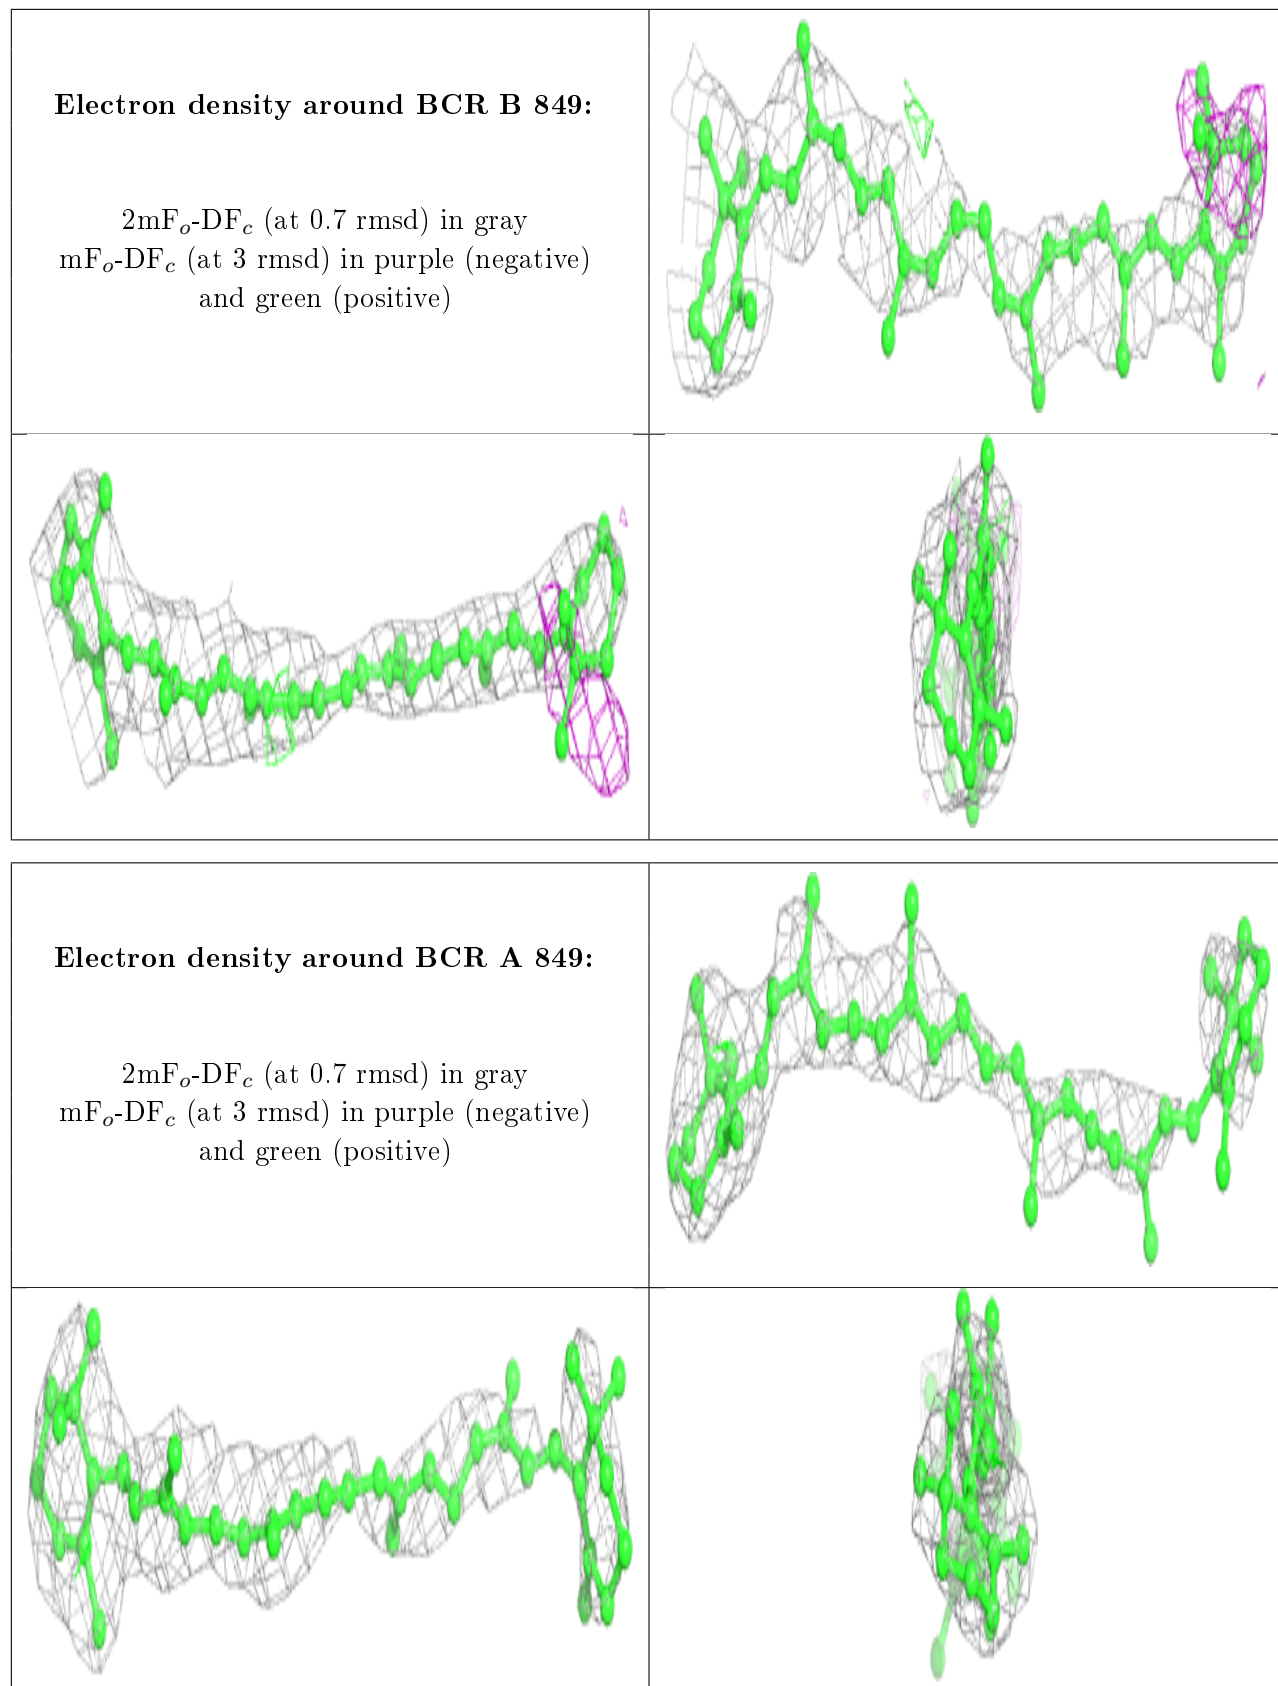 Electron density around BCR B 849:
2mFo-DFc (at 0.7 rmsd) in gray
mFo-DFc (at 3 rmsd) in purple (negative)
and green (positive)
Electron density around BCR A 849:
2mFo-DFc (at 0.7 rmsd) in gray
mFo-DFc (at 3 rmsd) in purple (negative)
and green (positive)